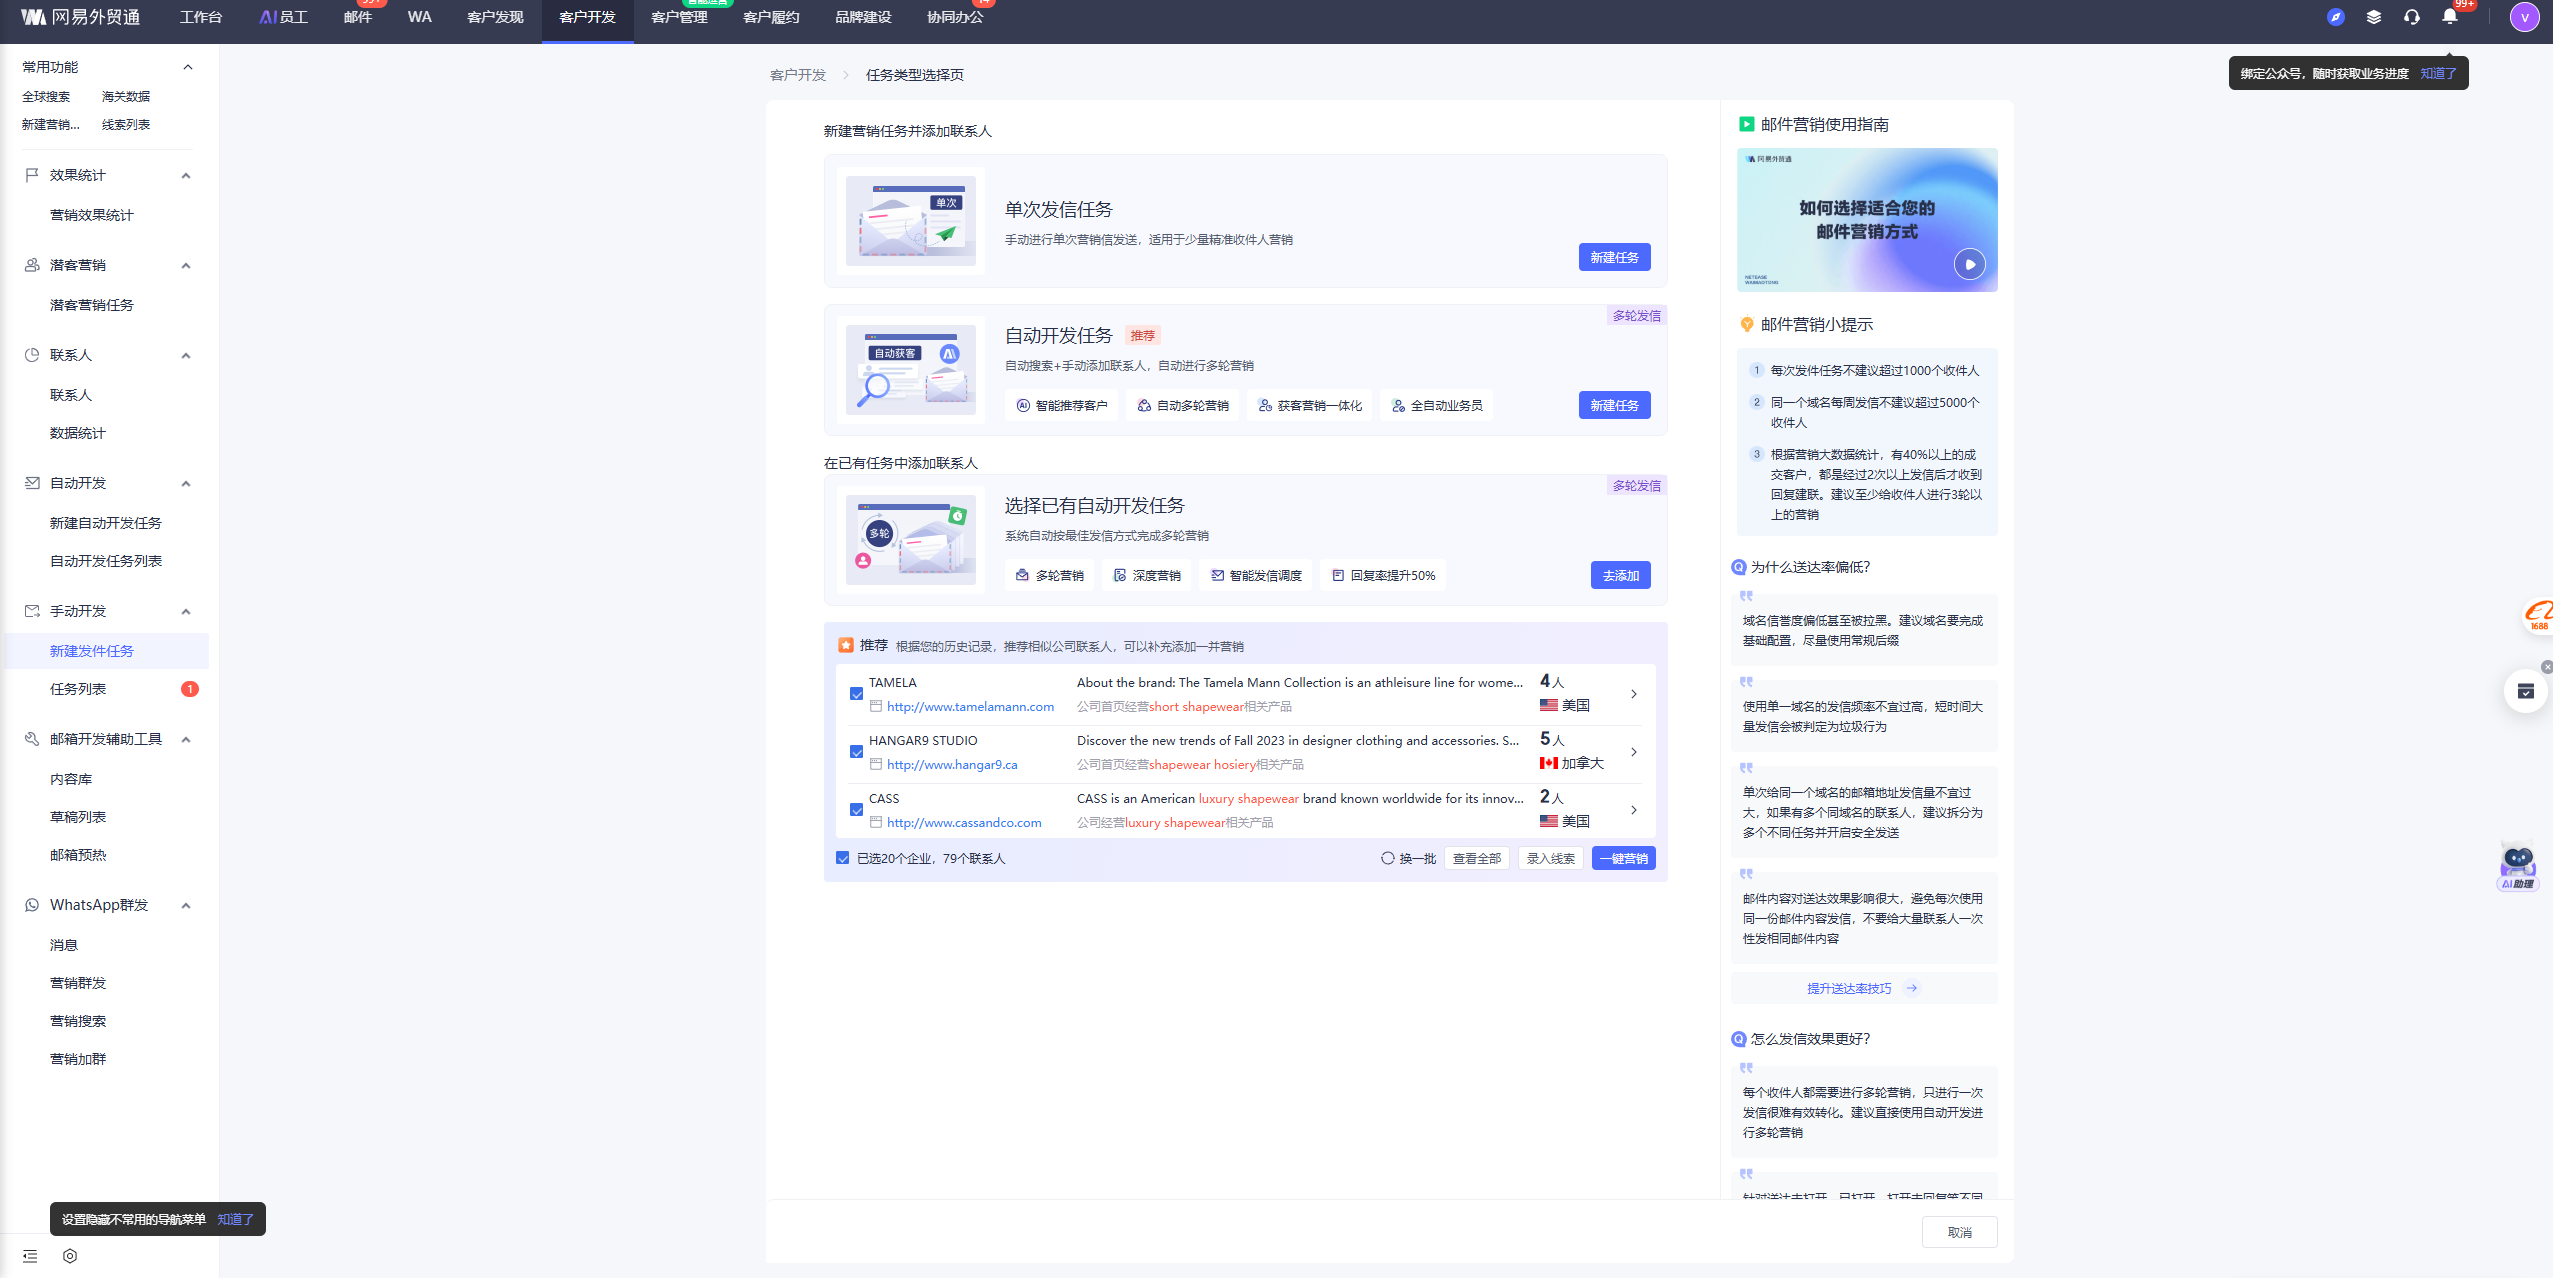 网易外贸通
工作台
AI员工
邮件
99+
WA
客户发现
客户开发
客户管理
智能运营
客户履约
品牌建设
协同办公
14
99+
V
绑定公众号，随时获取业务进度 知道了
常用功能
全球搜索 海关数据
新建营销... 线索列表
效果统计
营销效果统计
潜客营销
潜客营销任务
联系人
联系人
数据统计
自动开发
新建自动开发任务
自动开发任务列表
手动开发
新建发件任务
任务列表 1
邮箱开发辅助工具
内容库
草稿列表
邮箱预热
WhatsApp群发
消息
营销群发
营销搜索
营销加群
设置隐藏不常用的导航菜单 知道了
客户开发 > 任务类型选择页
新建营销任务并添加联系人
单次
单次发信任务
手动进行单次营销信发送，适用于少量精准收件人营销
新建任务
多轮发信
自动获客
自动开发任务 推荐
自动搜索+手动添加联系人，自动进行多轮营销
智能推荐客户 自动多轮营销 获客营销一体化 全自动业务员
新建任务
在已有任务中添加联系人
多轮发信
多轮
选择已有自动开发任务
系统自动按最佳发信方式完成多轮营销
多轮营销 深度营销 智能发信调度 回复率提升50%
去添加
推荐 根据您的历史记录，推荐相似公司联系人，可以补充添加一并营销
TAMELA About the brand: The Tamela Mann Collection is an athleisure line for wome... 4人
http://www.tamelamann.com 公司首页经营short shapewear相关产品 美国
HANGAR9 STUDIO Discover the new trends of Fall 2023 in designer clothing and accessories. S... 5人
http://www.hangar9.ca 公司首页经营shapewear hosiery相关产品 加拿大
CASS CASS is an American luxury shapewear brand known worldwide for its innov... 2人
http://www.cassandco.com 公司经营luxury shapewear相关产品 美国
已选20个企业，79个联系人 换一批 查看全部 录入线索 一键营销
邮件营销使用指南
网易外贸通
如何选择适合您的
邮件营销方式
NETEASE
WAIMAOTONG
邮件营销小提示
1 每次发件任务不建议超过1000个收件人
2 同一个域名每周发信不建议超过5000个
收件人
3 根据营销大数据统计，有40%以上的成
交客户，都是经过2次以上发信后才收到
回复建联。建议至少给收件人进行3轮以
上的营销
Q 为什么送达率偏低?
域名信誉度偏低甚至被拉黑。建议域名要完成
基础配置，尽量使用常规后缀
使用单一域名的发信频率不宜过高，短时间大
量发信会被判定为垃圾行为
单次给同一个域名的邮箱地址发信量不宜过
大，如果有多个同域名的联系人，建议拆分为
多个不同任务并开启安全发送
邮件内容对送达效果影响很大，避免每次使用
同一份邮件内容发信，不要给大量联系人一次
性发相同邮件内容
提升送达率技巧
Q 怎么发信效果更好?
每个收件人都需要进行多轮营销，只进行一次
发信很难有效转化。建议直接使用自动开发进
行多轮营销
针对送达未打开、已打开、打开未回复等不同
取消
1688
AI助理